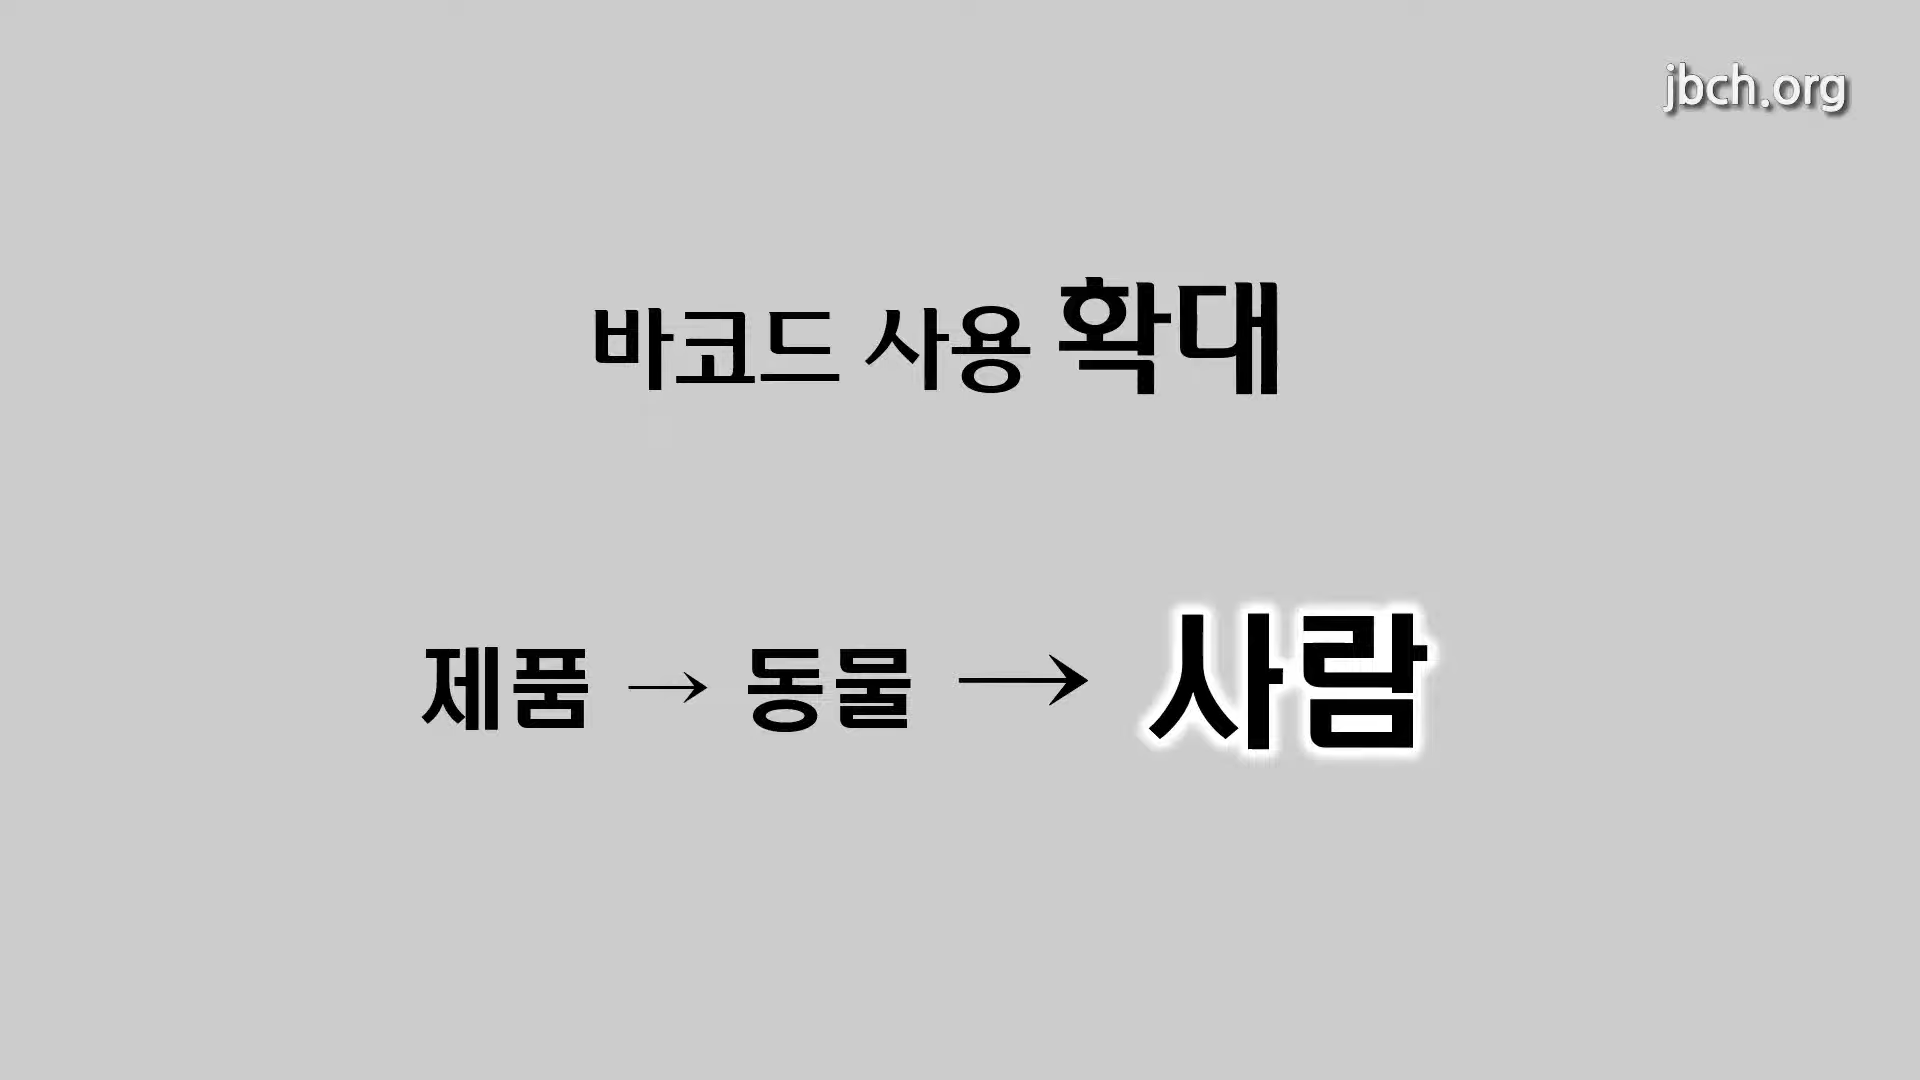 jbch.org
바코드 사용 확대
제품 → 동물 → 사람